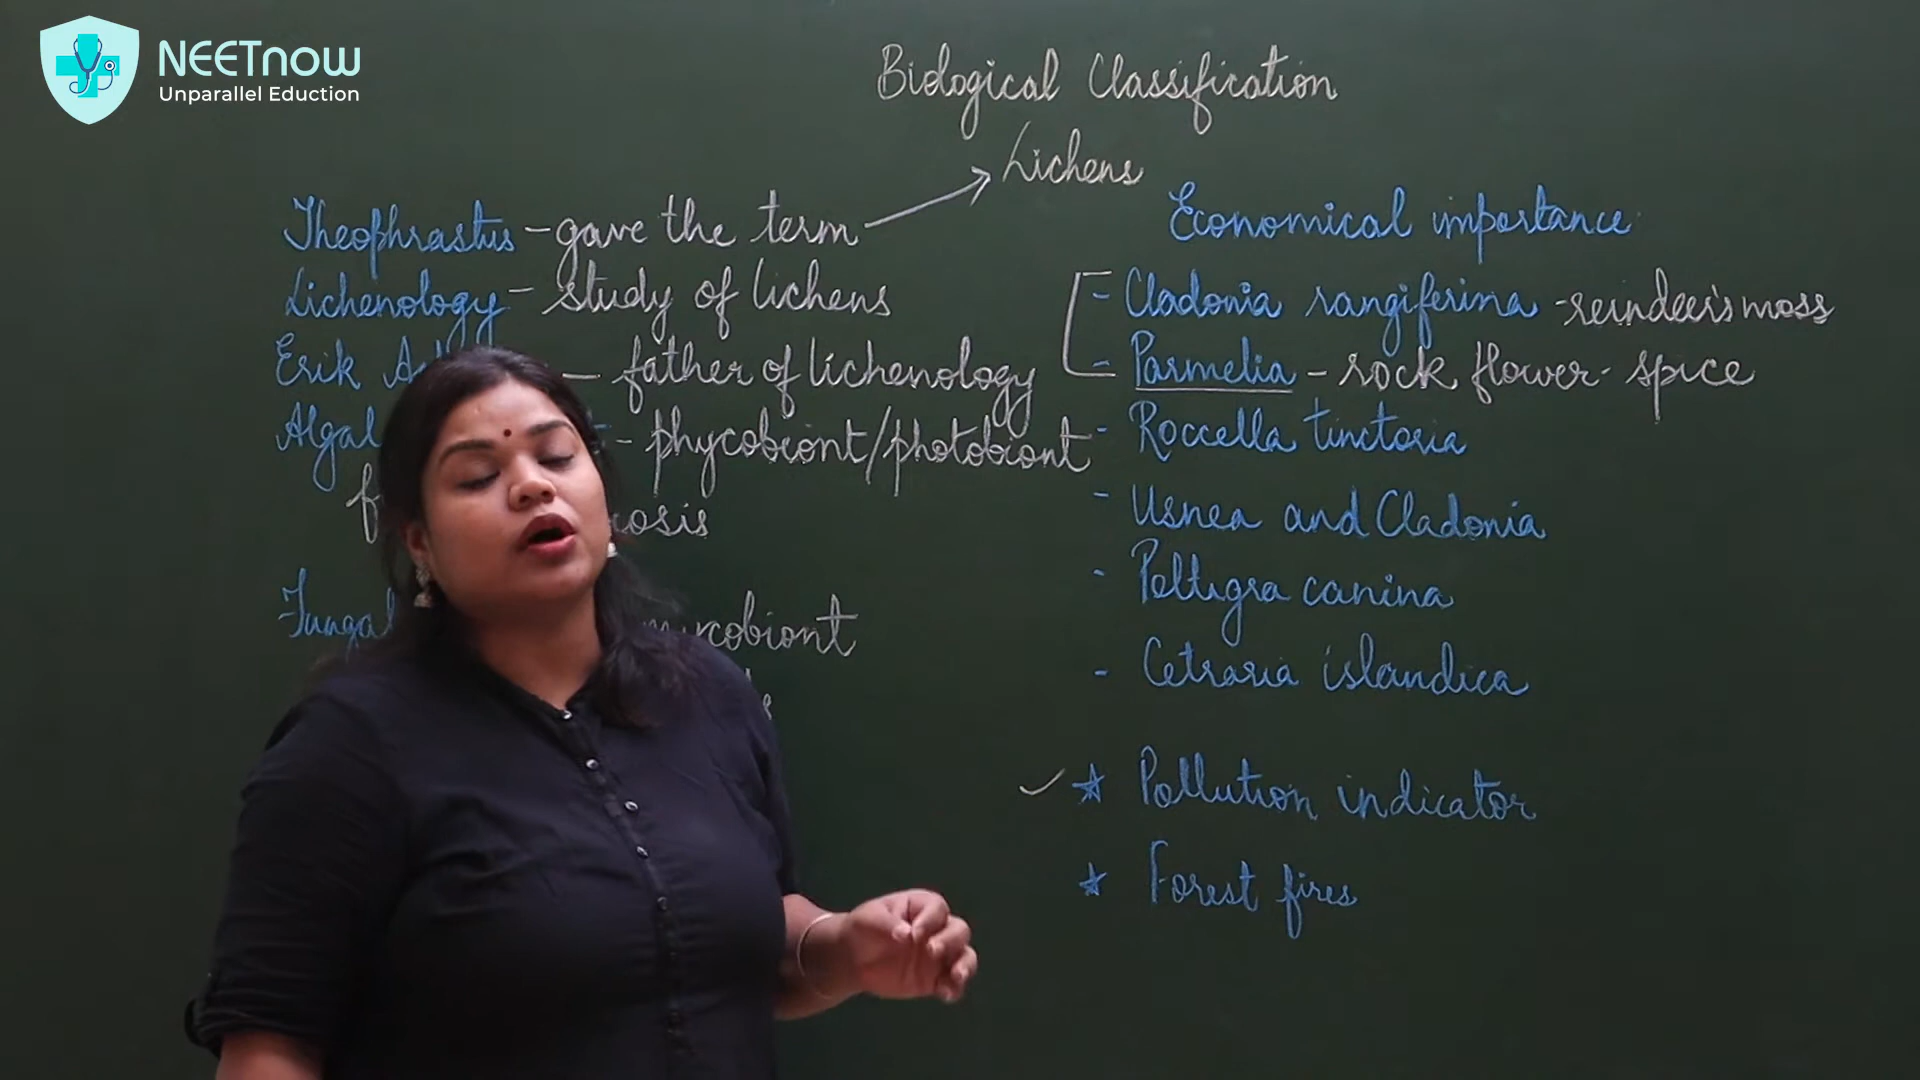 NEETnow
Unparallel Eduction
Biological Classification
Lichens
Theophrastus - gave the term
Lichenology - study of lichens
Erik - father of lichenology
Algal - phycobiont/photobiont
Fungal mycobiont
Economical importance
- Cladonia rangiferina - reindeer's moss
- Parmelia - rock flower - spice
- Roccella tinctoria
- Usnea and Cladonia
- Peltigra canina
- Cetraria islandica
✓ ★ Pollution indicator
★ Forest fires